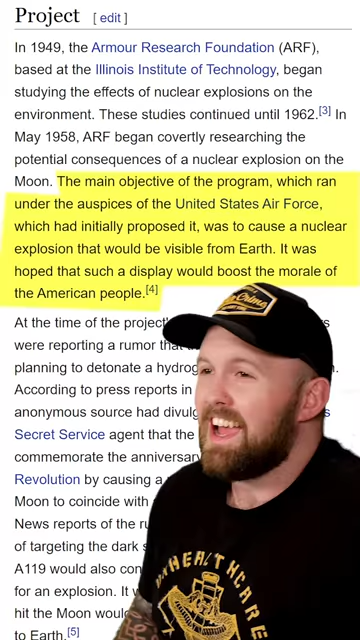 Project [ edit ]
In 1949, the Armour Research Foundation (ARF),
based at the Illinois Institute of Technology, began
studying the effects of nuclear explosions on the
environment. These studies continued until 1962.[3] In
May 1958, ARF began covertly researching the
potential consequences of a nuclear explosion on the
Moon. The main objective of the program, which ran
under the auspices of the United States Air Force,
which had initially proposed it, was to cause a nuclear
explosion that would be visible from Earth. It was
hoped that such a display would boost the morale of
the American people.[4]
At the time of the project'
were reporting a rumor
planning to detonate a
According to press reports in
anonymous source had
Secret Service agent that the
commemorate the anniversary
Revolution by causing a
Moon to coincide with
News reports of the
of targeting the dark
A119 would also
for an explosion. It
hit the Moon
to Earth.[5]
HEALTHCARE